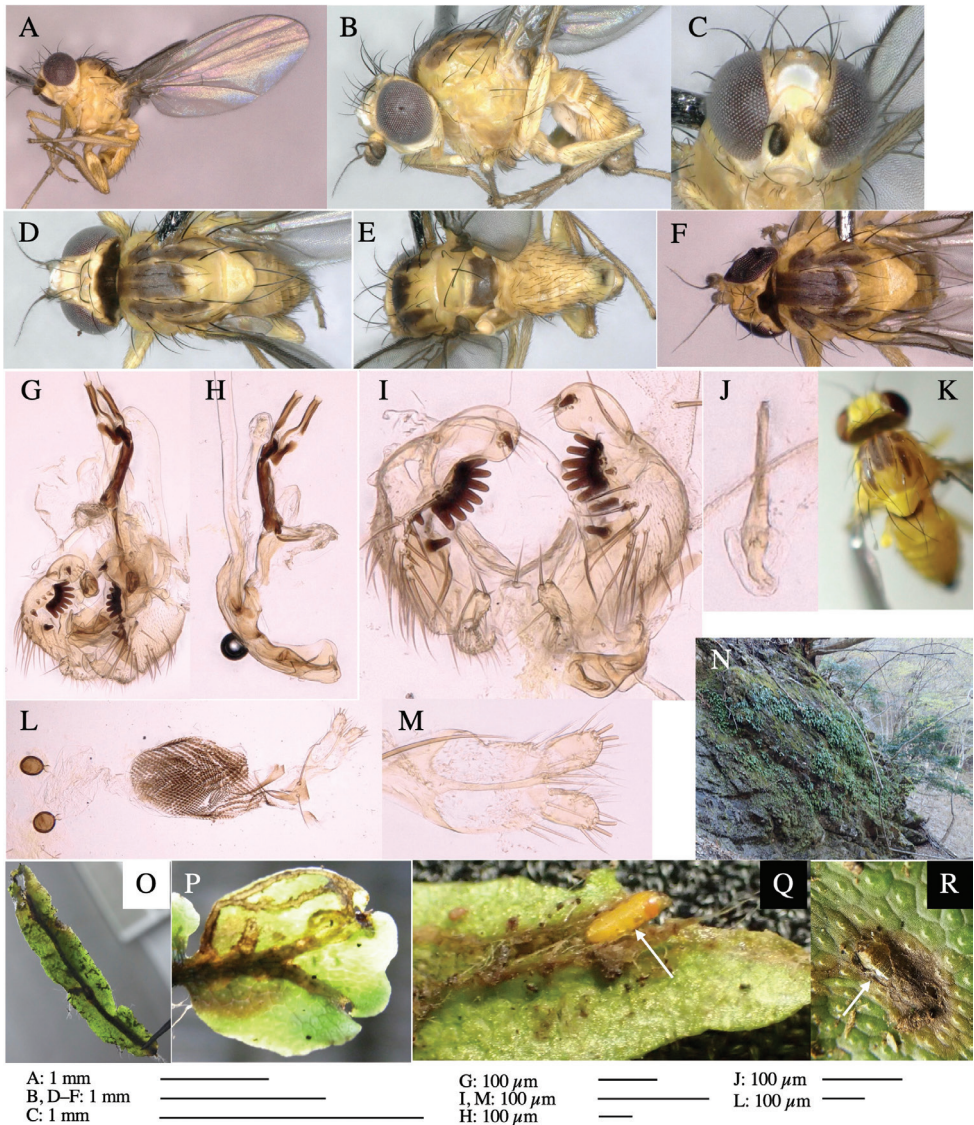 A
B
C
D
E
F
G
H
I
J
K
L
M
N
O
P
Q
R
A: 1 mm
B, D–F: 1 mm
C: 1 mm
G: 100 µm
I, M: 100 µm
H: 100 µm
J: 100 µm
L: 100 µm